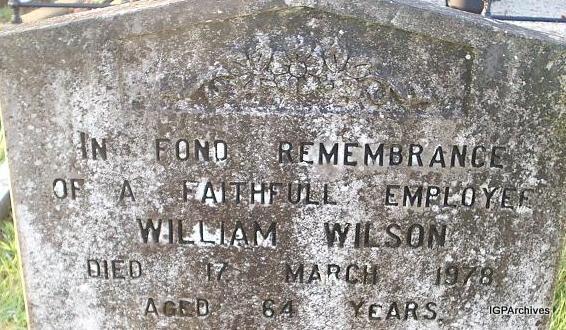 IN FOND REMEMBRANCE
OF A FAITHFULL EMPLOYEE
WILLIAM WILSON
DIED 17 MARCH 1978
AGED 64 YEARS
IGPArchives